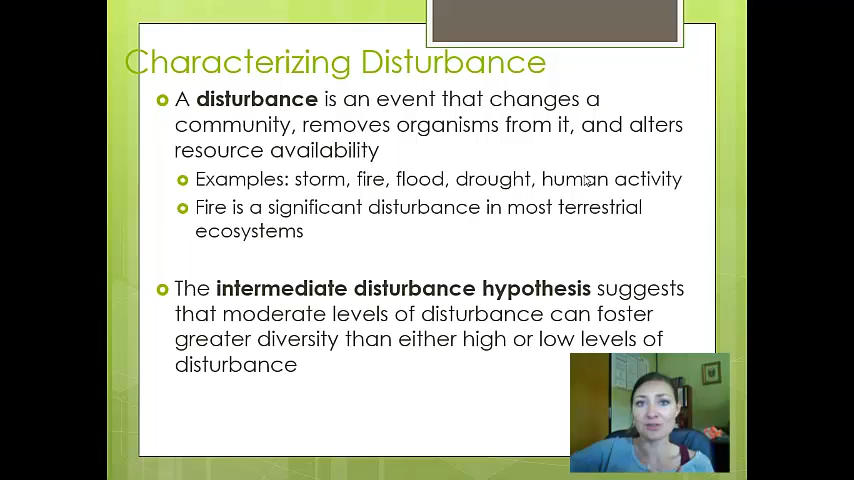 Characterizing Disturbance
A disturbance is an event that changes a
community, removes organisms from it, and alters
resource availability
Examples: storm, fire, flood, drought, human activity
Fire is a significant disturbance in most terrestrial
ecosystems
The intermediate disturbance hypothesis suggests
that moderate levels of disturbance can foster
greater diversity than either high or low levels of
disturbance